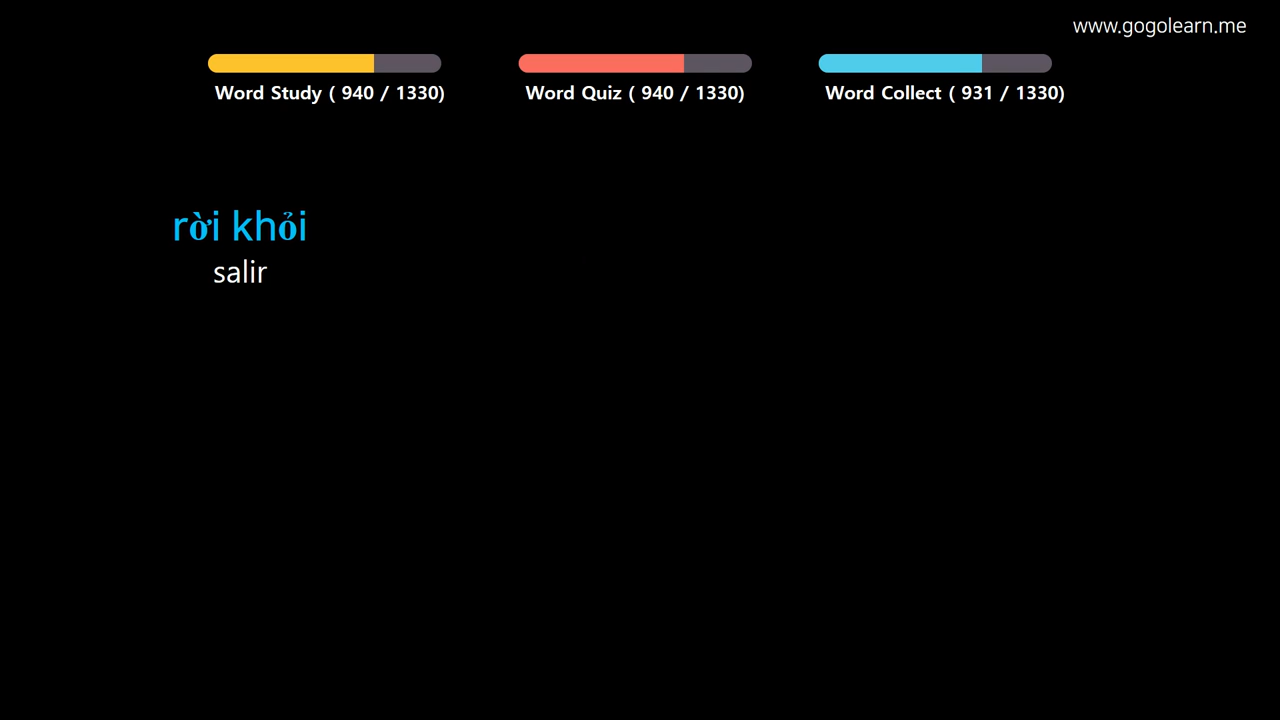 www.gogolearn.me
Word Study ( 940 / 1330)
Word Quiz ( 940 / 1330)
Word Collect ( 931 / 1330)
rời khỏi
salir